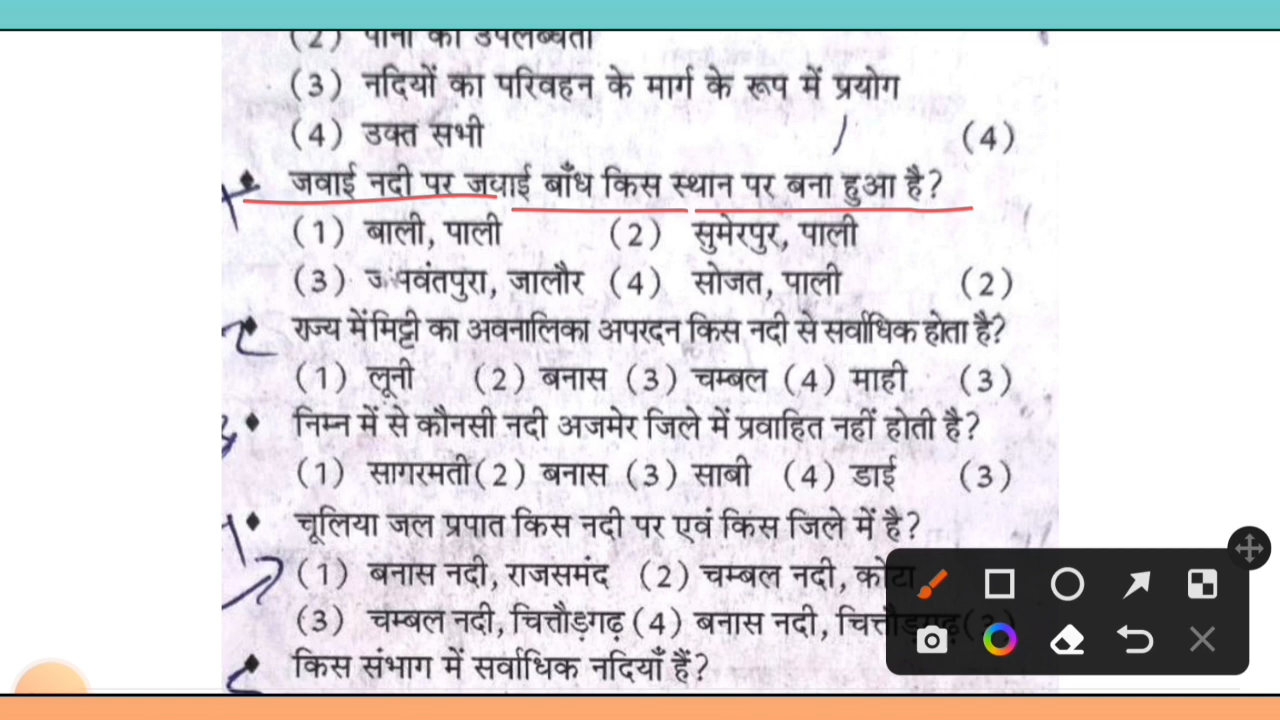 (2) पानी की उपलब्धता
(3) नदियों का परिवहन के मार्ग के रूप में प्रयोग
(4) उक्त सभी (4)
जवाई नदी पर जवाई बाँध किस स्थान पर बना हुआ है?
(1) बाली, पाली (2) सुमेरपुर, पाली
(3) जालौर (4) सोजत, पाली (2)
राज्य में मिट्टी का अवनालिका अपरदन किस नदी से सर्वाधिक होता है?
(1) लूनी (2) बनास (3) चम्बल (4) माही (3)
निम्न में से कौनसी नदी अजमेर जिले में प्रवाहित नहीं होती है?
(1) सागरमती (2) बनास (3) साबी (4) डाई (3)
चूलिया जल प्रपात किस नदी पर एवं किस जिले में है?
(1) बनास नदी, राजसमंद (2) चम्बल नदी, कोटा
(3) चम्बल नदी, चित्तौड़गढ़ (4) बनास नदी, चित्तौड़गढ़
किस संभाग में सर्वाधिक नदियाँ हैं?